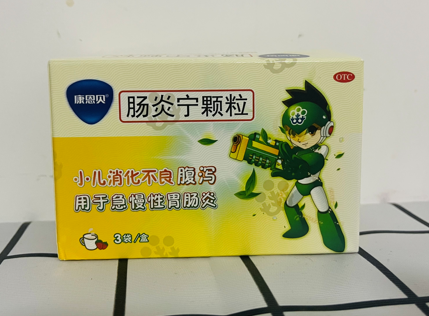 康恩贝
肠炎宁颗粒
OTC
小儿消化不良 腹泻
用于急慢性胃肠炎
3袋/盒